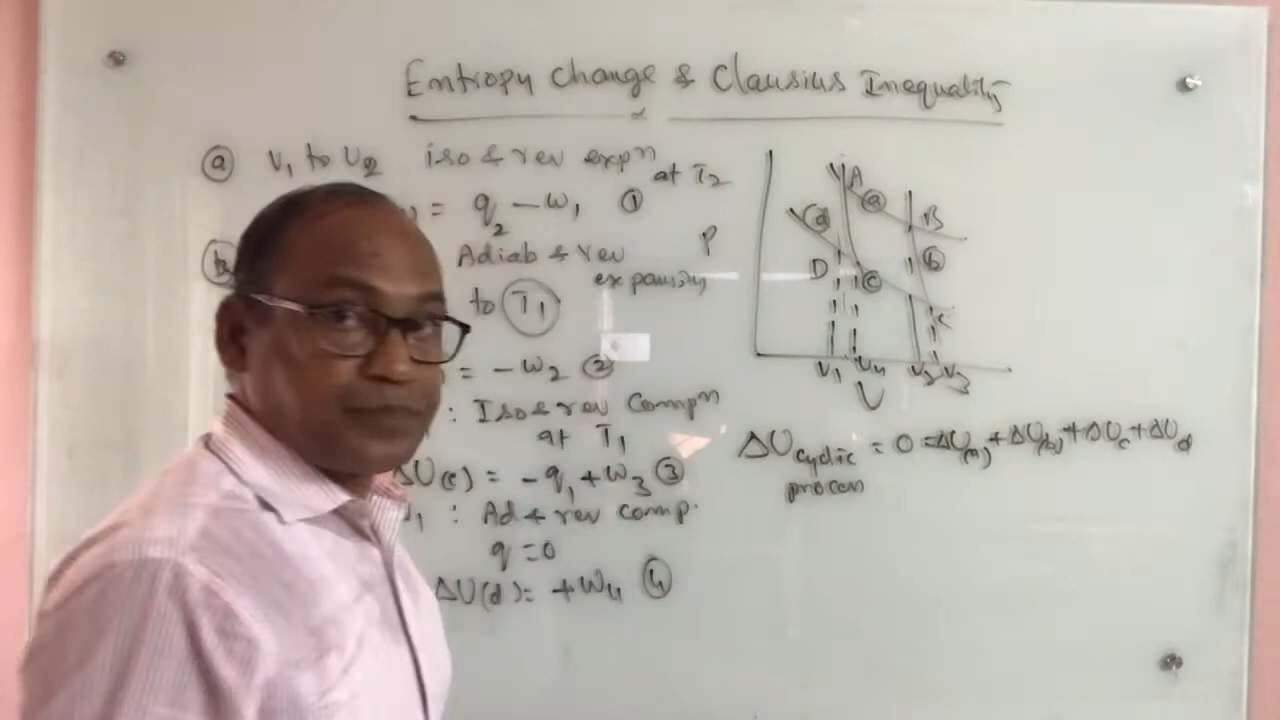 Entropy Change & Clausius Inequality
(a) V₁ to V₂ iso & rev expⁿ
at T₂
= q₂ - w₁ (1)
(b) Adiab & rev
expansion
to T₁
= -w₂ (2)
: Iso & rev Compⁿ
at T₁
ΔU(c) = -q₁ + w₃ (3)
: Ad & rev comp.
q = 0
ΔU(d) = +w₄ (4)
A
(a)
B
(d)
P
D
(b)
(c)
V₁ V₄ V₂ V₃
V
ΔU cyclic = 0 = ΔU(a) + ΔU(b) + ΔUc + ΔUd
process